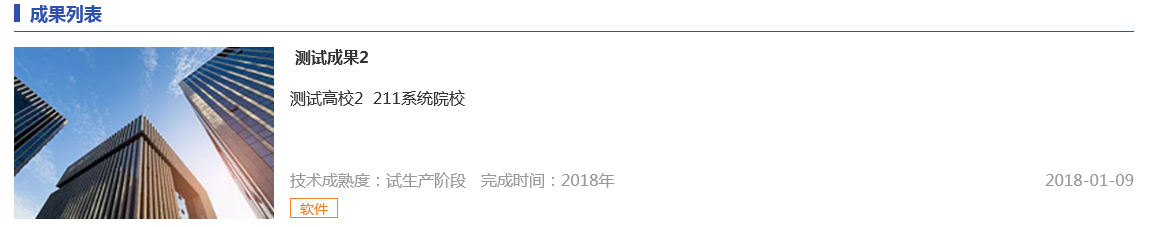 成果列表
测试成果2
测试高校2 211系统院校
技术成熟度：试生产阶段 完成时间：2018年 2018-01-09
软件